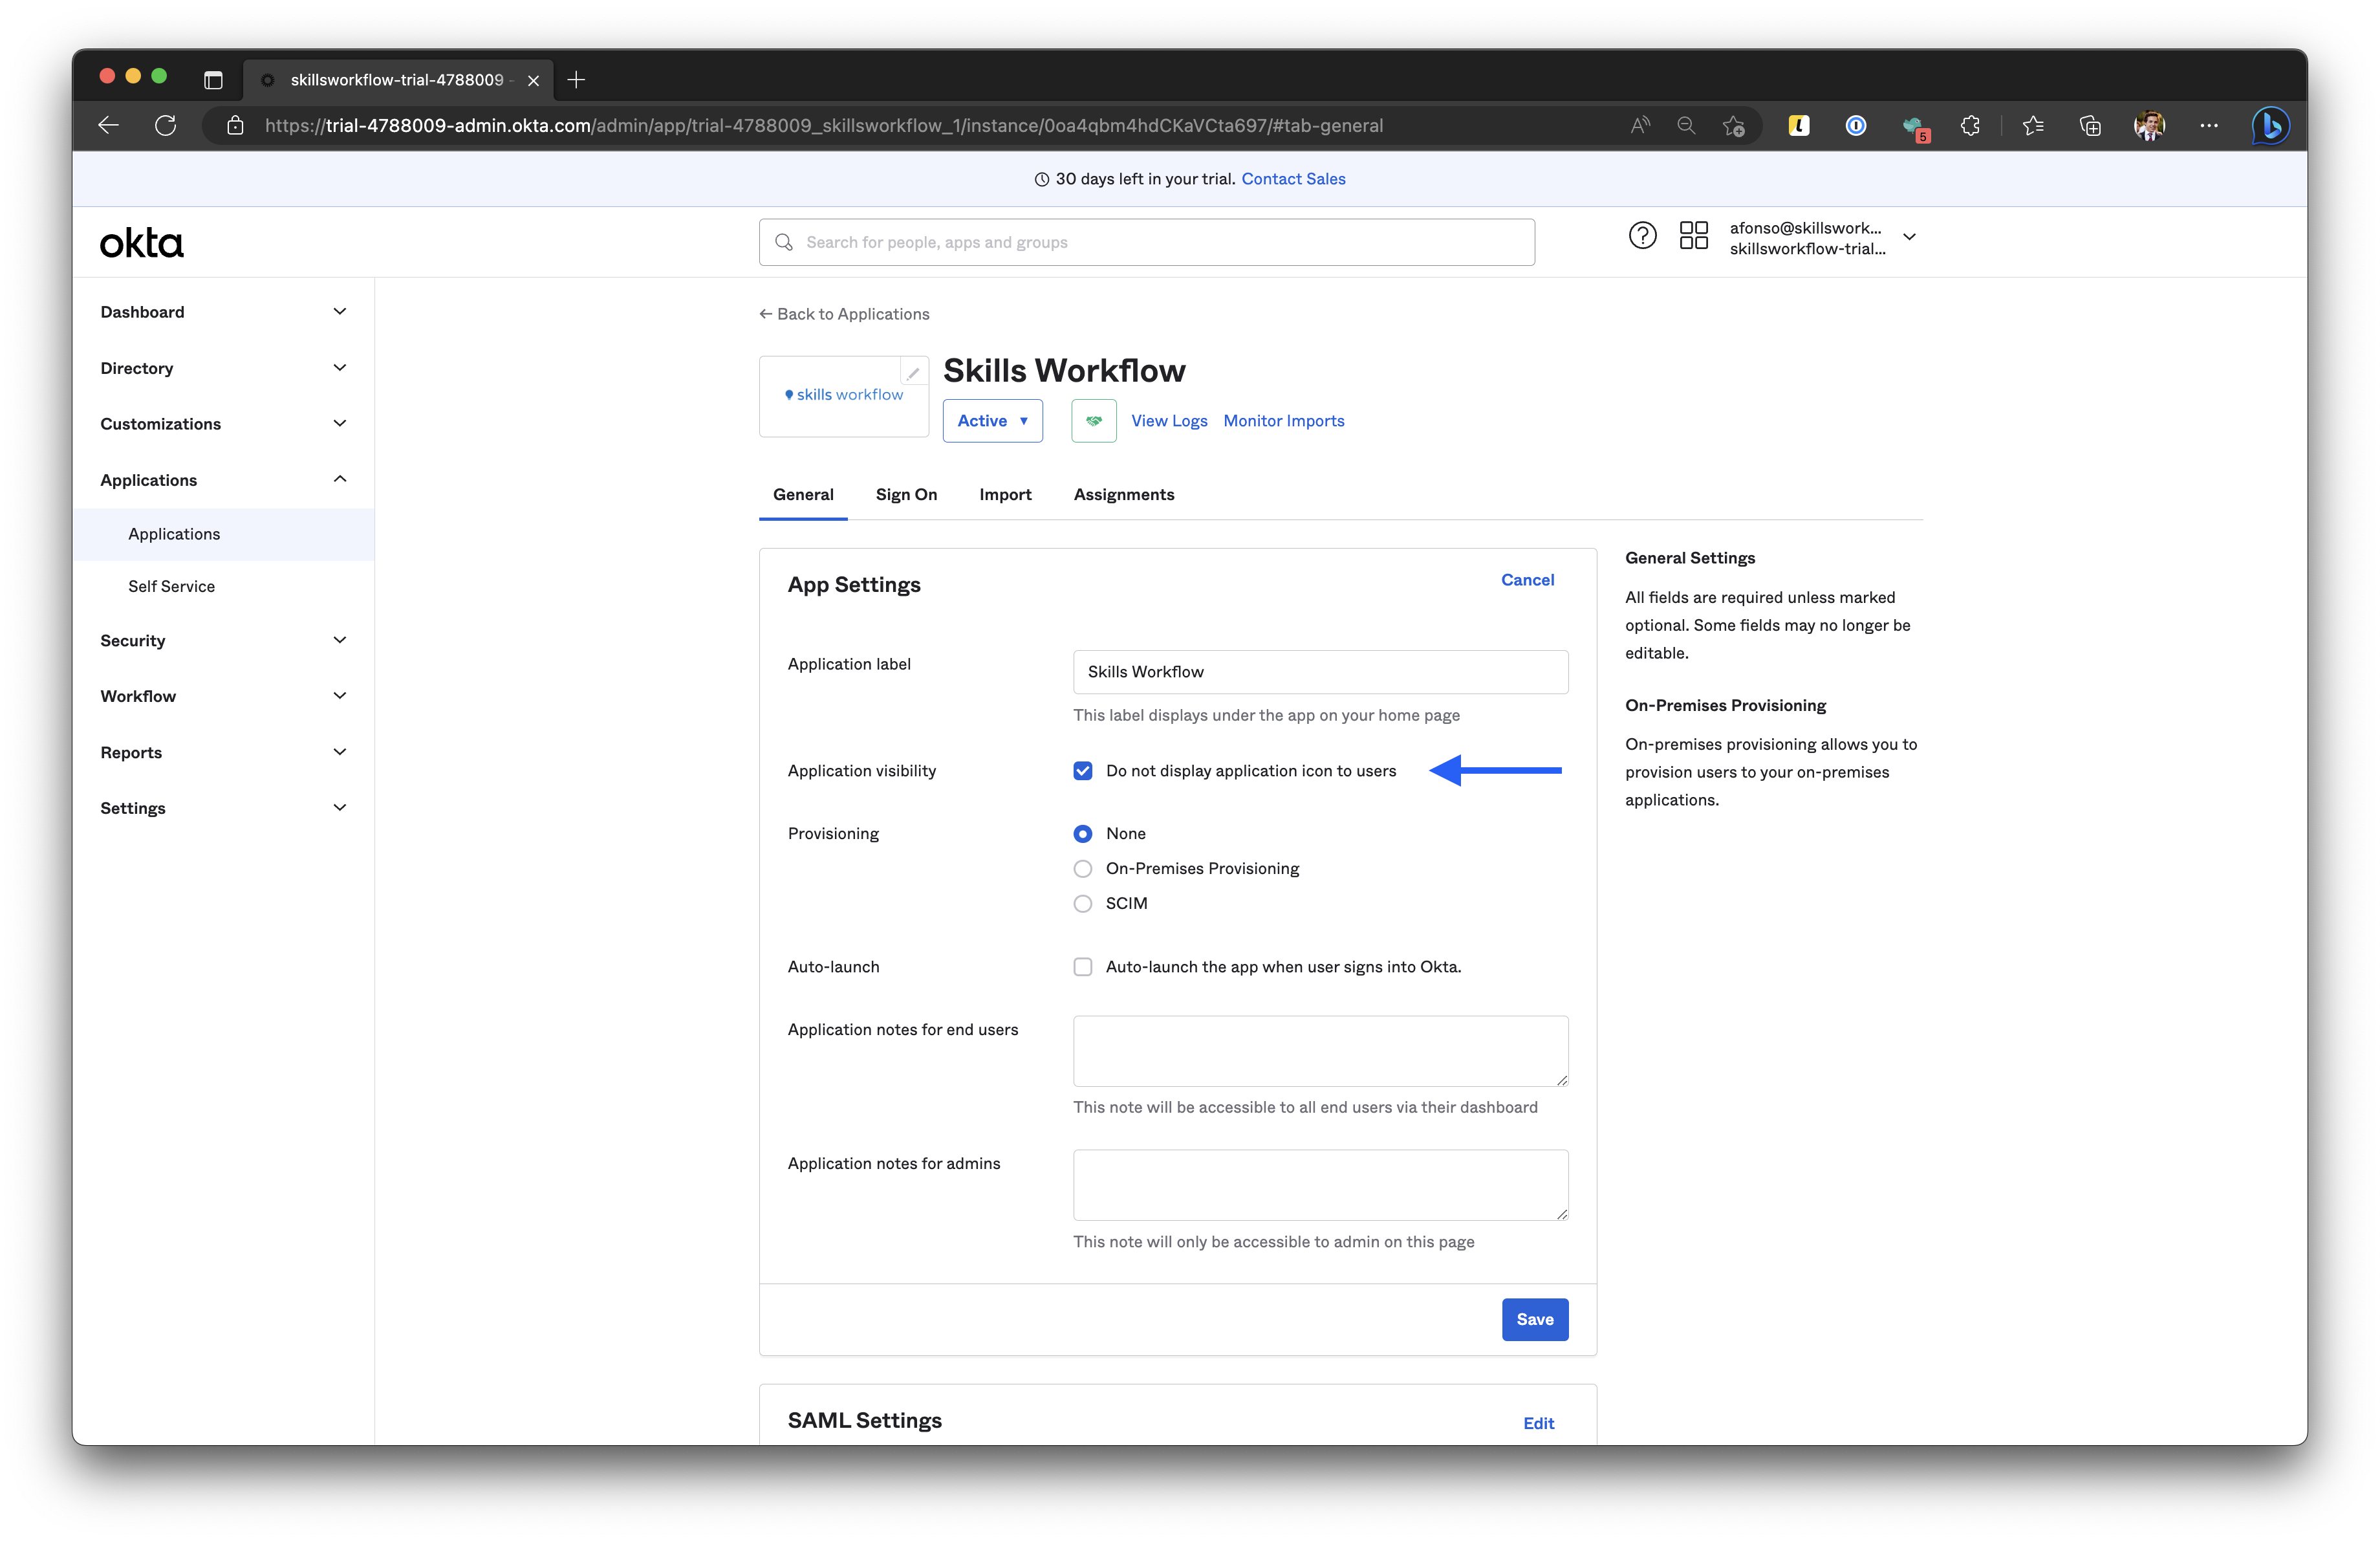 skillsworkflow-trial-4788009 -
https://trial-4788009-admin.okta.com/admin/app/trial-4788009_skillsworkflow_1/instance/0oa4qbm4hdCKaVCta697/#tab-general
5
30 days left in your trial. Contact Sales
okta
Search for people, apps and groups
afonso@skillswork...
skillsworkflow-trial...
Dashboard
Directory
Customizations
Applications
Applications
Self Service
Security
Workflow
Reports
Settings
← Back to Applications
skills workflow
Skills Workflow
Active
View Logs
Monitor Imports
General
Sign On
Import
Assignments
App Settings
Cancel
Application label
Skills Workflow
This label displays under the app on your home page
Application visibility
Do not display application icon to users
Provisioning
None
On-Premises Provisioning
SCIM
Auto-launch
Auto-launch the app when user signs into Okta.
Application notes for end users
This note will be accessible to all end users via their dashboard
Application notes for admins
This note will only be accessible to admin on this page
Save
SAML Settings
Edit
General Settings
All fields are required unless marked
optional. Some fields may no longer be
editable.
On-Premises Provisioning
On-premises provisioning allows you to
provision users to your on-premises
applications.